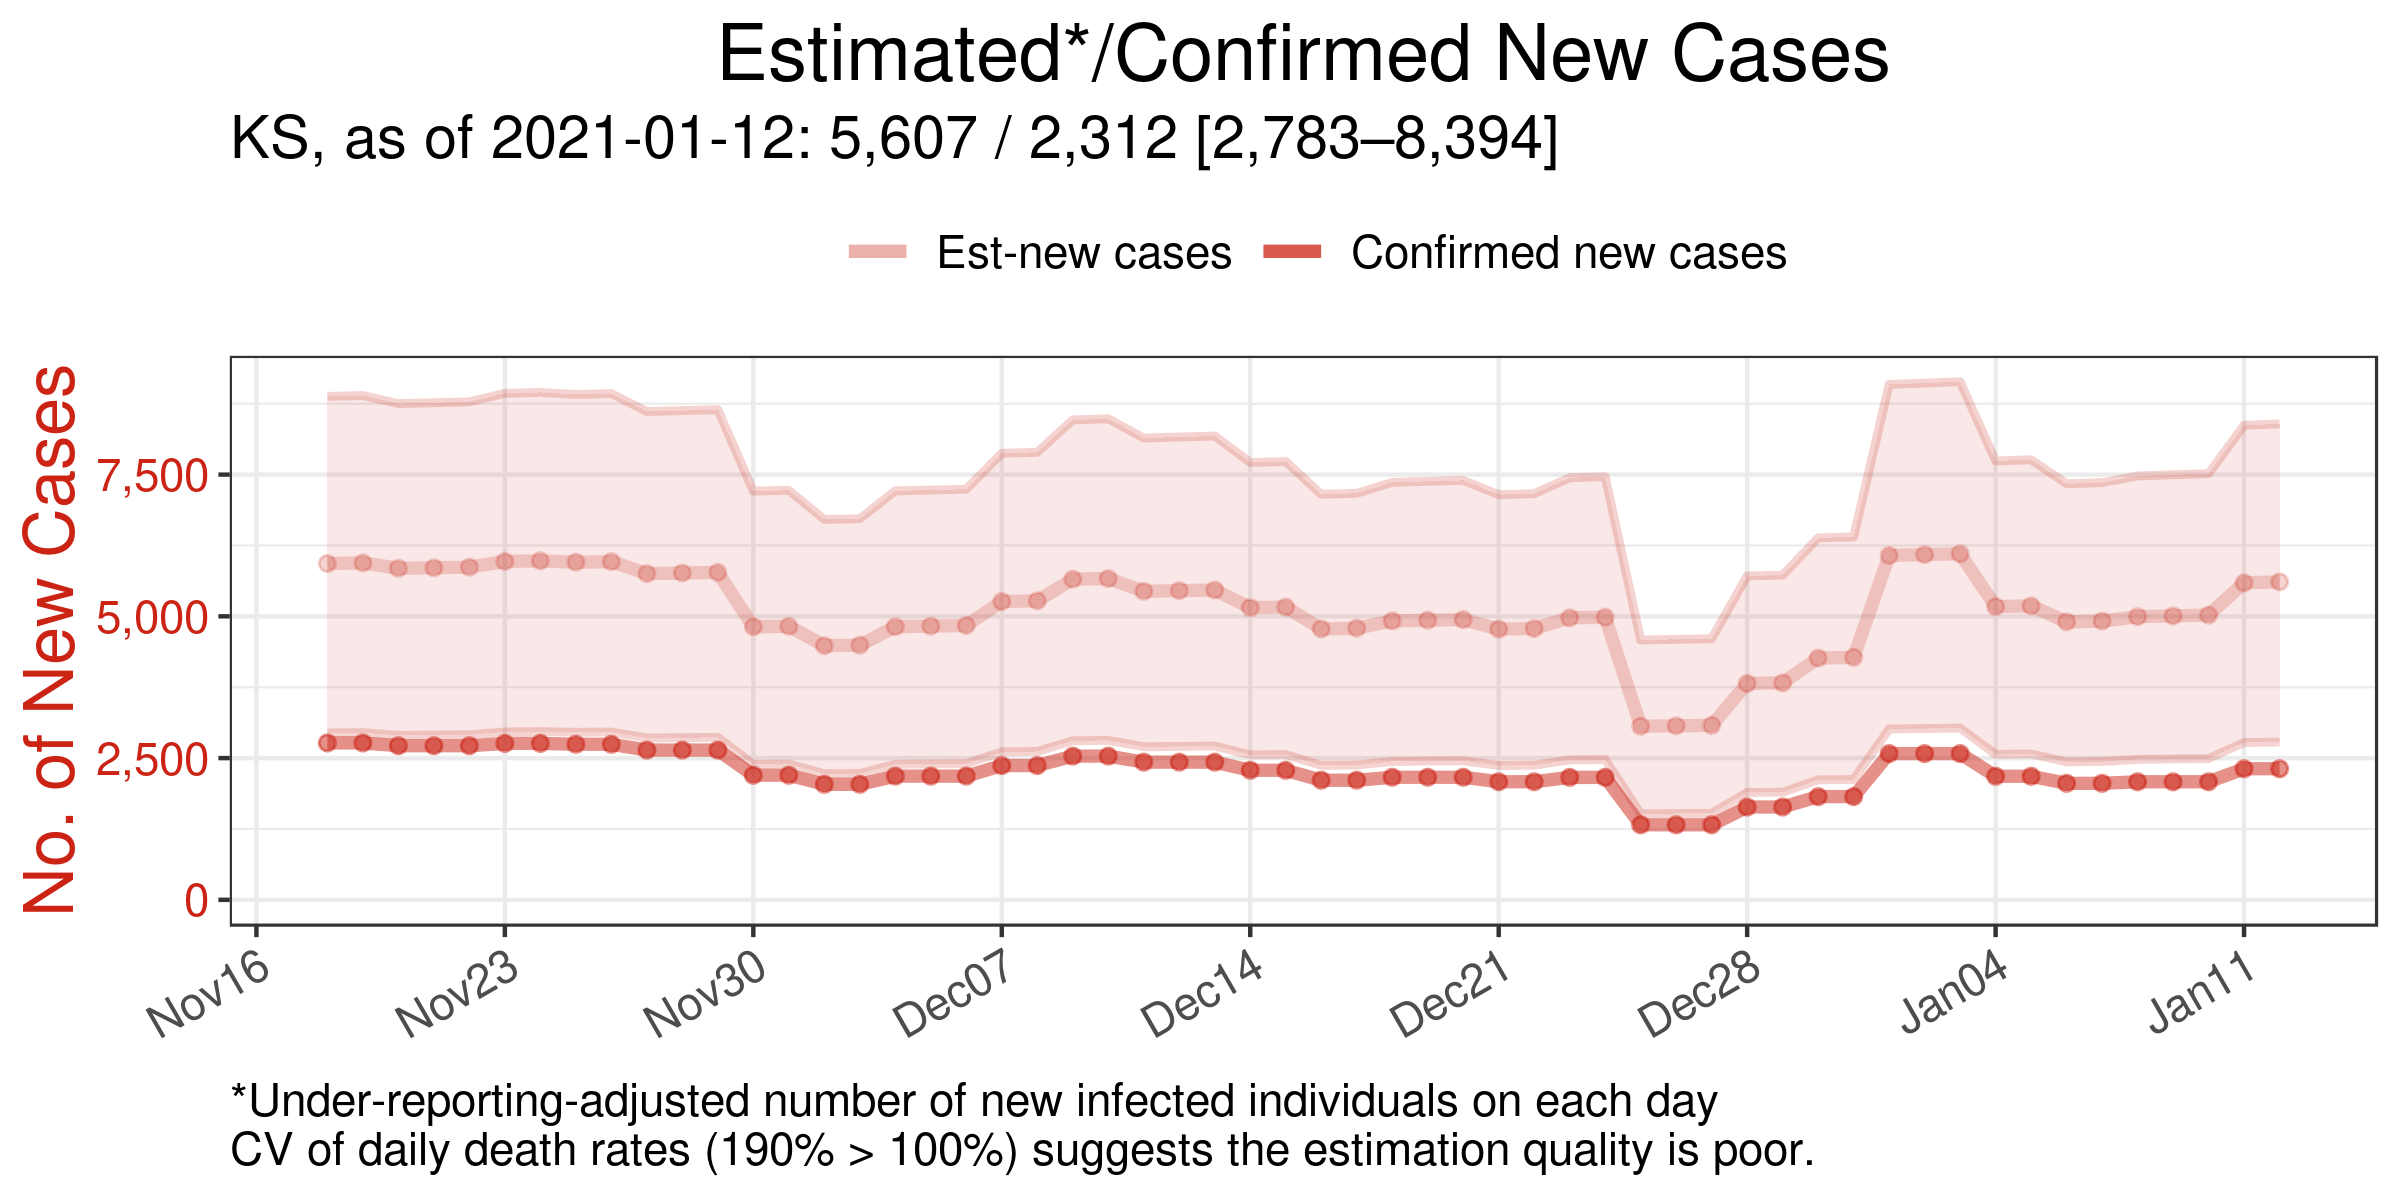 Estimated*/Confirmed New Cases
KS, as of 2021-01-12: 5,607 / 2,312 [2,783–8,394]
Est-new cases
Confirmed new cases
No. of New Cases
7,500
5,000
2,500
0
Nov16
Nov23
Nov30
Dec07
Dec14
Dec21
Dec28
Jan04
Jan11
*Under-reporting-adjusted number of new infected individuals on each day
CV of daily death rates (190% > 100%) suggests the estimation quality is poor.